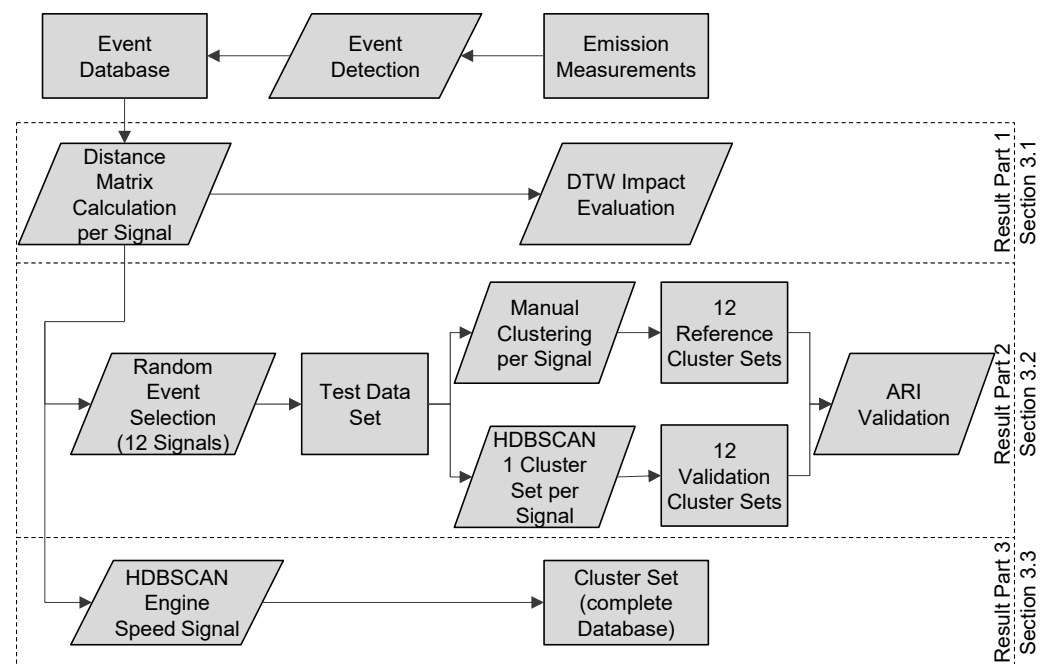 Event
Database
Event
Detection
Emission
Measurements
Distance
Matrix
Calculation
per Signal
DTW Impact
Evaluation
Result Part 1
Section 3.1
Random
Event
Selection
(12 Signals)
Test Data
Set
Manual
Clustering
per Signal
12
Reference
Cluster Sets
HDBSCAN
1 Cluster
Set per
Signal
12
Validation
Cluster Sets
ARI
Validation
Result Part 2
Section 3.2
HDBSCAN
Engine
Speed Signal
Cluster Set
(complete
Database)
Result Part 3
Section 3.3